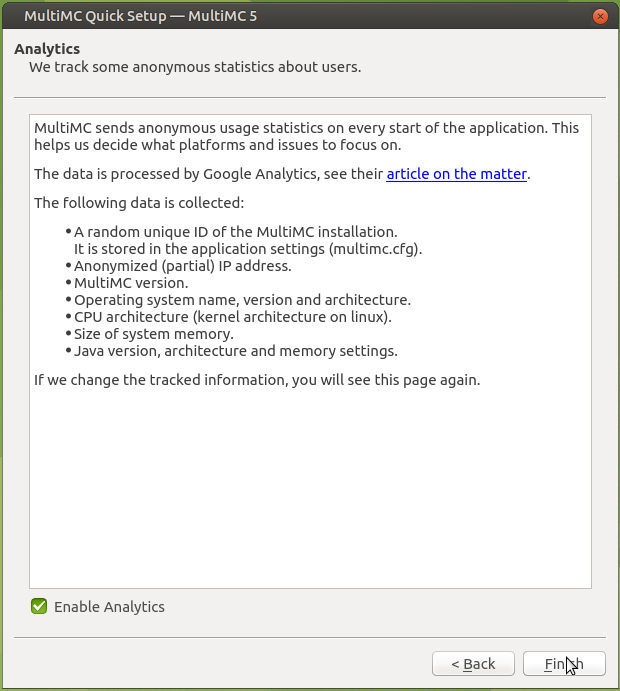 MultiMC Quick Setup — MultiMC 5
Analytics
We track some anonymous statistics about users.
MultiMC sends anonymous usage statistics on every start of the application. This
helps us decide what platforms and issues to focus on.
The data is processed by Google Analytics, see their article on the matter.
The following data is collected:
• A random unique ID of the MultiMC installation.
It is stored in the application settings (multimc.cfg).
• Anonymized (partial) IP address.
• MultiMC version.
• Operating system name, version and architecture.
• CPU architecture (kernel architecture on linux).
• Size of system memory.
• Java version, architecture and memory settings.
If we change the tracked information, you will see this page again.
Enable Analytics
< Back
Finish